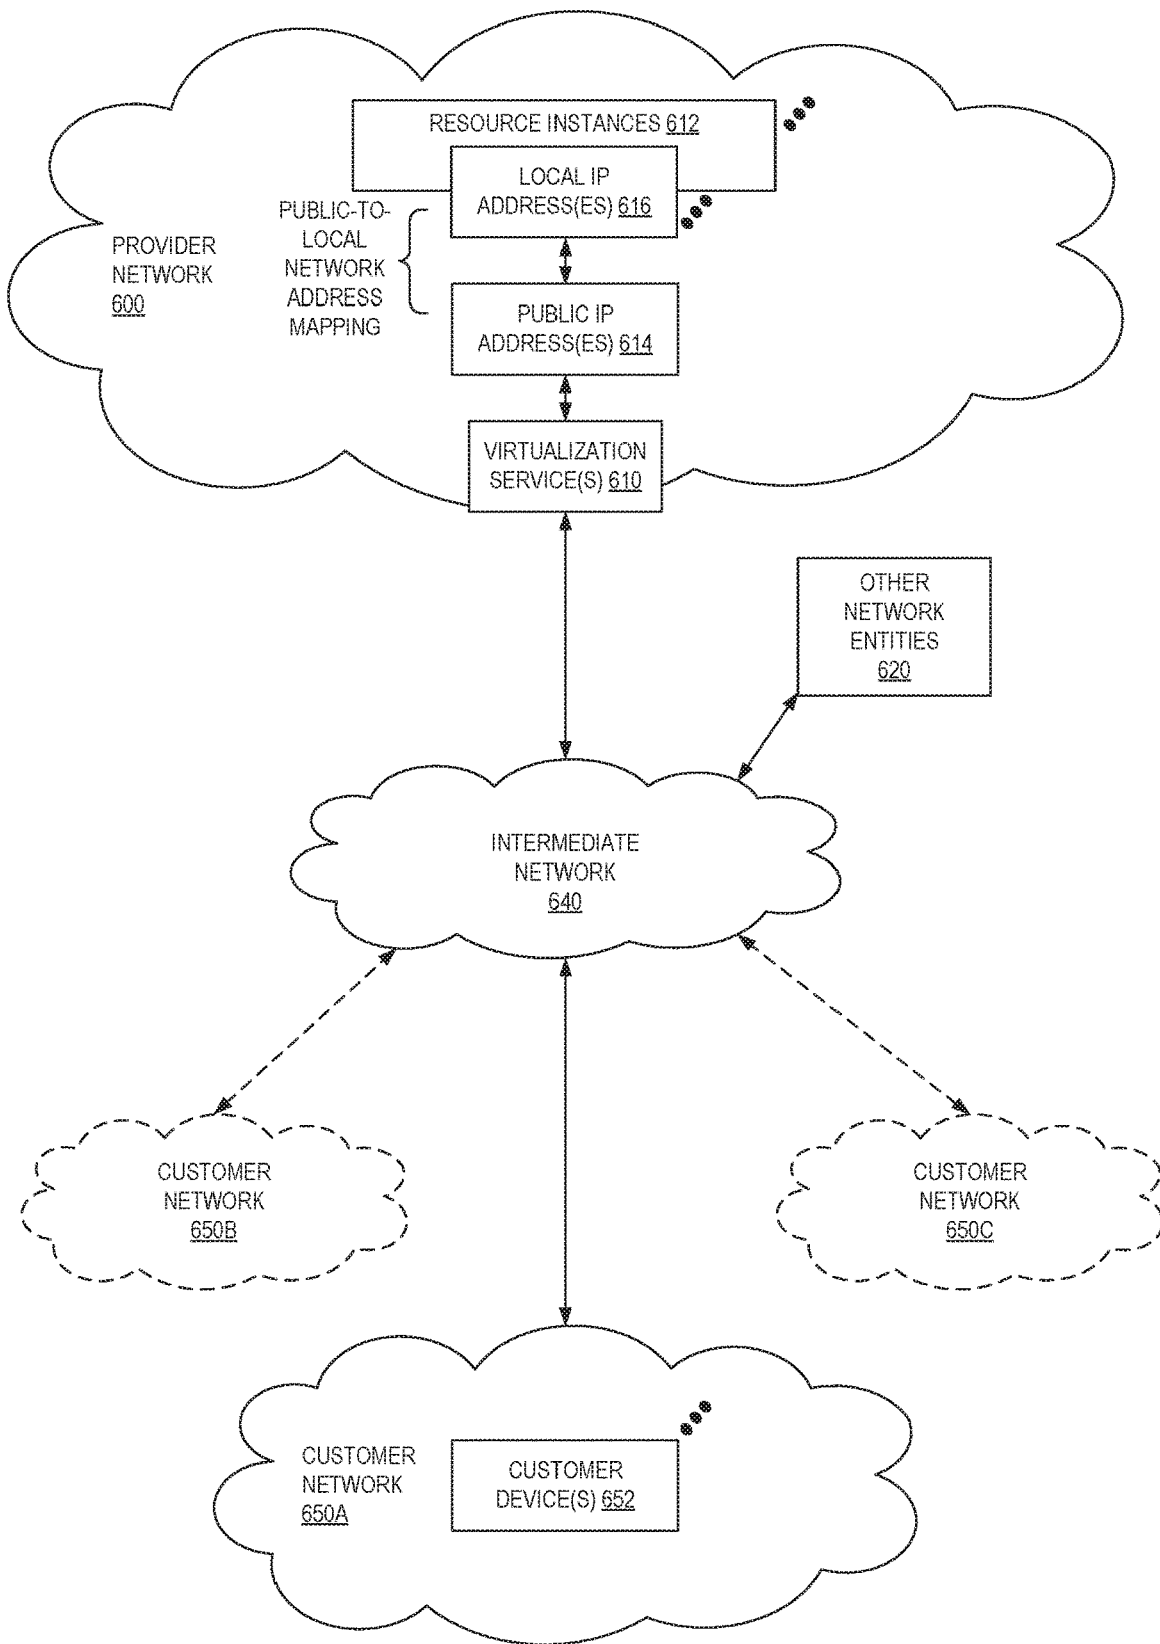 RESOURCE INSTANCES 612
LOCAL IP
ADDRESS(ES) 616
PUBLIC-TO-
LOCAL
NETWORK
ADDRESS
MAPPING
PROVIDER
NETWORK
600
PUBLIC IP
ADDRESS(ES) 614
VIRTUALIZATION
SERVICE(S) 610
OTHER
NETWORK
ENTITIES
620
INTERMEDIATE
NETWORK
640
CUSTOMER
NETWORK
650B
CUSTOMER
NETWORK
650C
CUSTOMER
NETWORK
650A
CUSTOMER
DEVICE(S) 652